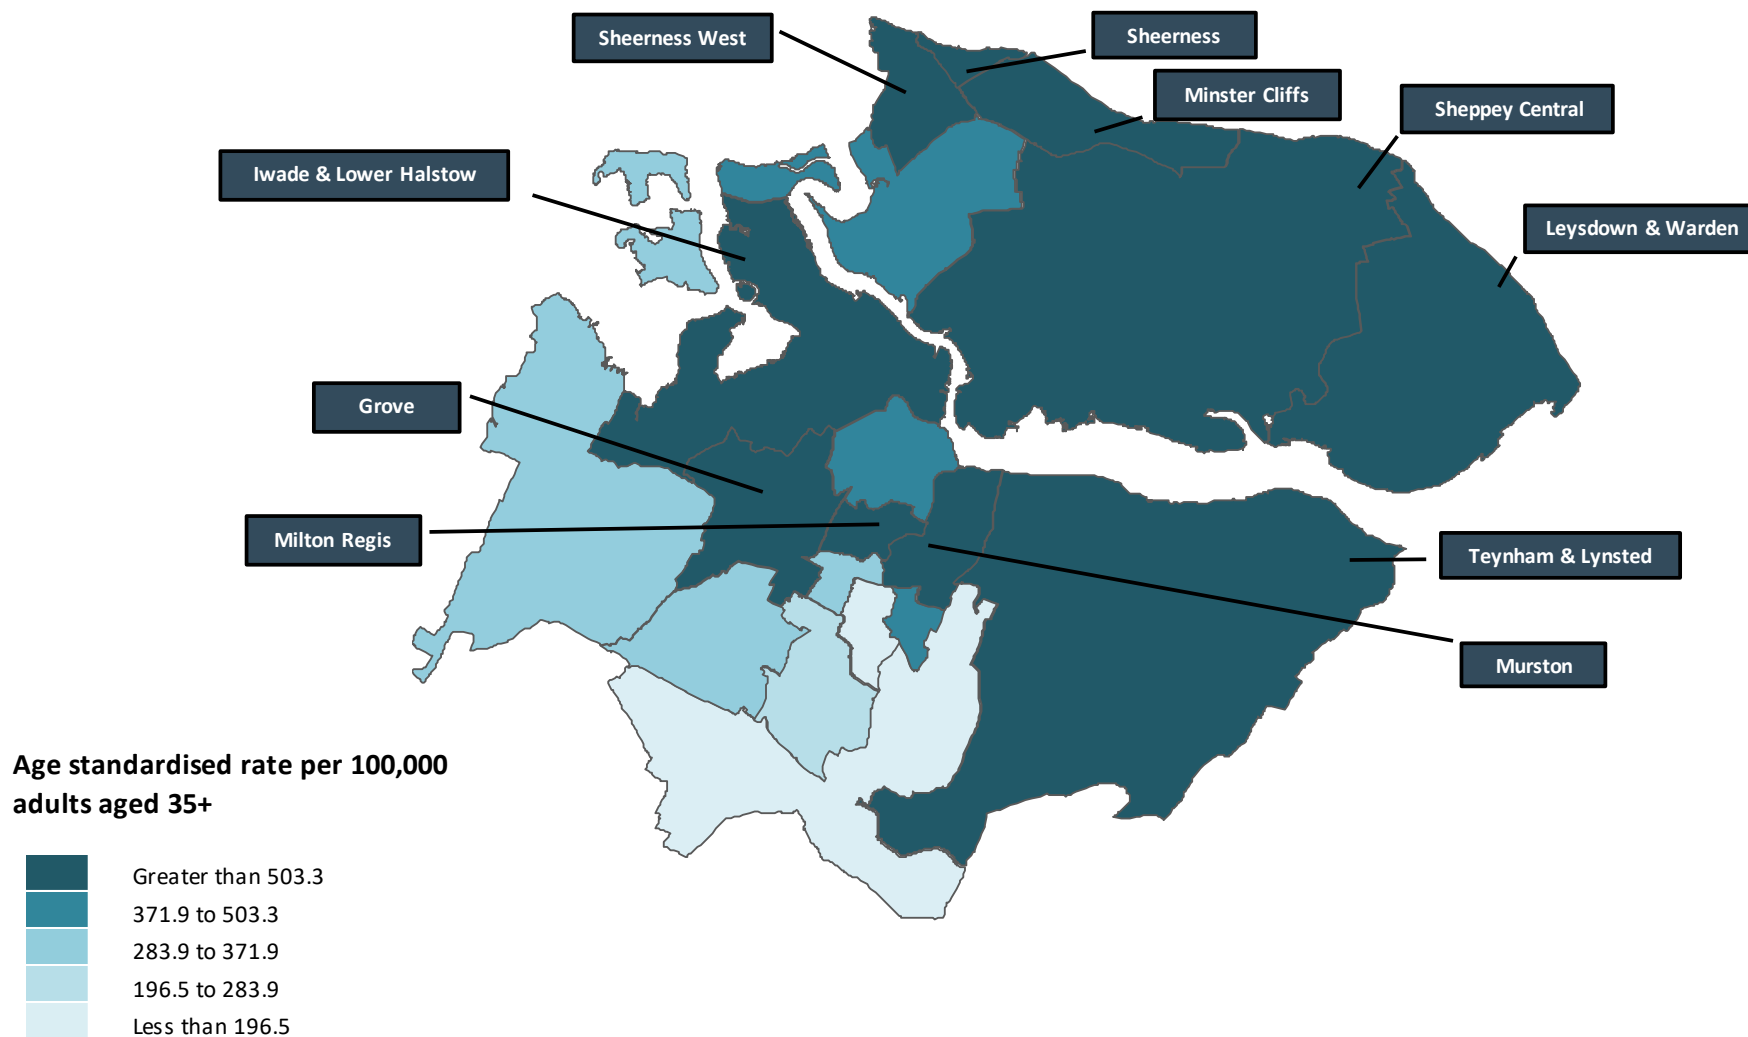 Sheerness West
Sheerness
Minster Cliffs
Sheppey Central
Iwade & Lower Halstow
Leysdown & Warden
Grove
Milton Regis
Teynham & Lynsted
Murston
Age standardised rate per 100,000
adults aged 35+
Greater than 503.3
371.9 to 503.3
283.9 to 371.9
196.5 to 283.9
Less than 196.5